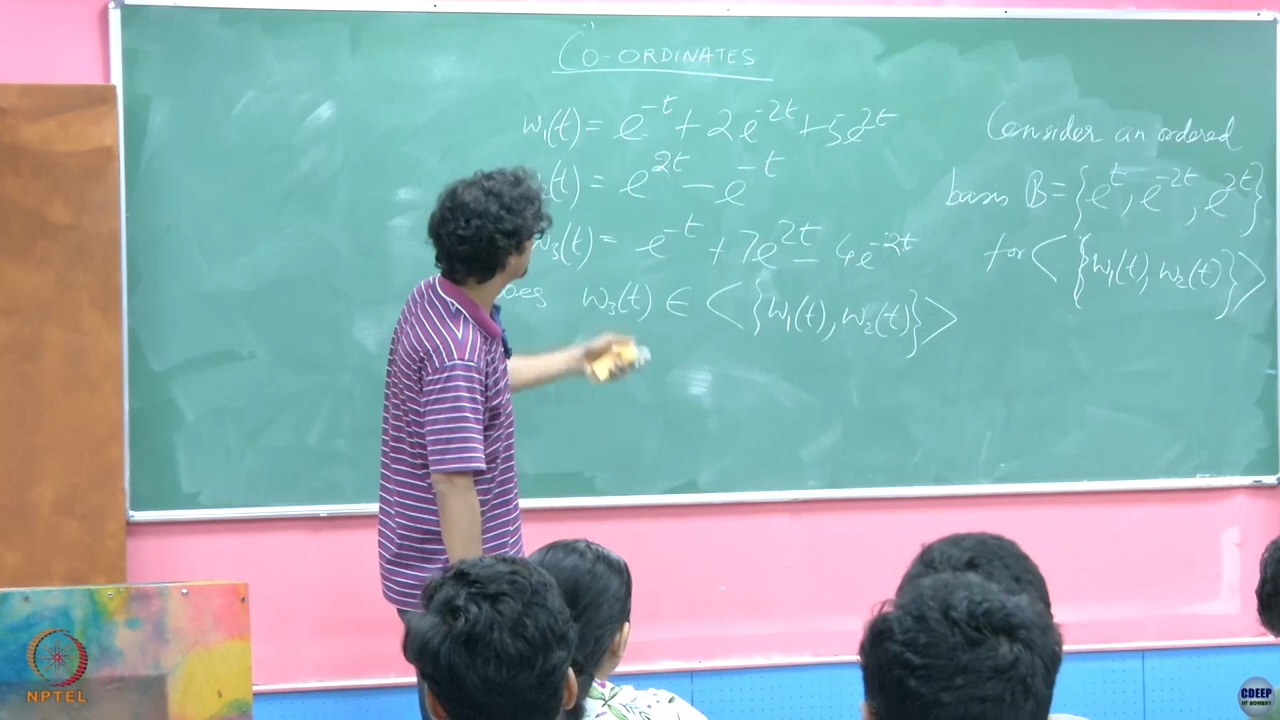 CO-ORDINATES
w₁(t) = e^{-t} + 2e^{-2t} + 5e^{2t}
(t) = e^{2t} - e^{-t}
w₃(t) = e^{-t} + 7e^{2t} - 4e^{-2t}
oes w₃(t) ∈ < {w₁(t), w₂(t)} >
Consider an ordered
basis B = {e^{-t}, e^{-2t}, e^{2t}}
for < {w₁(t), w₂(t)} >
NPTEL
CDEEP
IIT BOMBAY